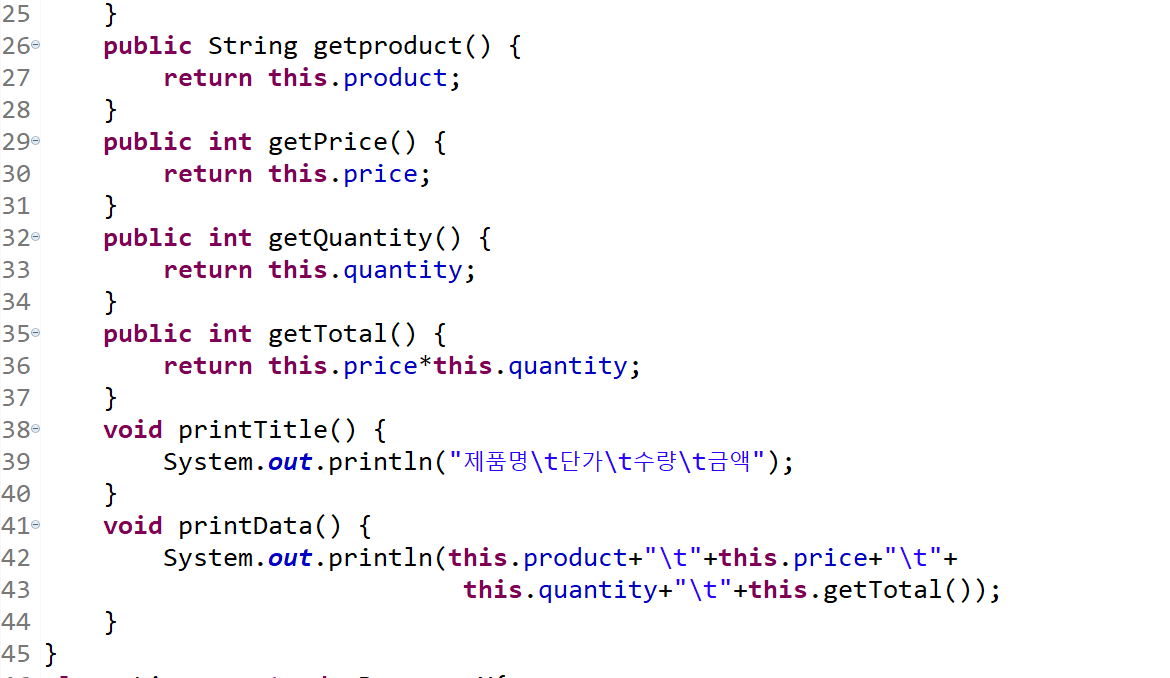 25 }
26 public String getproduct() {
27 return this.product;
28 }
29 public int getPrice() {
30 return this.price;
31 }
32 public int getQuantity() {
33 return this.quantity;
34 }
35 public int getTotal() {
36 return this.price*this.quantity;
37 }
38 void printTitle() {
39 System.out.println("제품명\t단가\t수량\t금액");
40 }
41 void printData() {
42 System.out.println(this.product+"\t"+this.price+"\t"+
43 this.quantity+"\t"+this.getTotal());
44 }
45 }